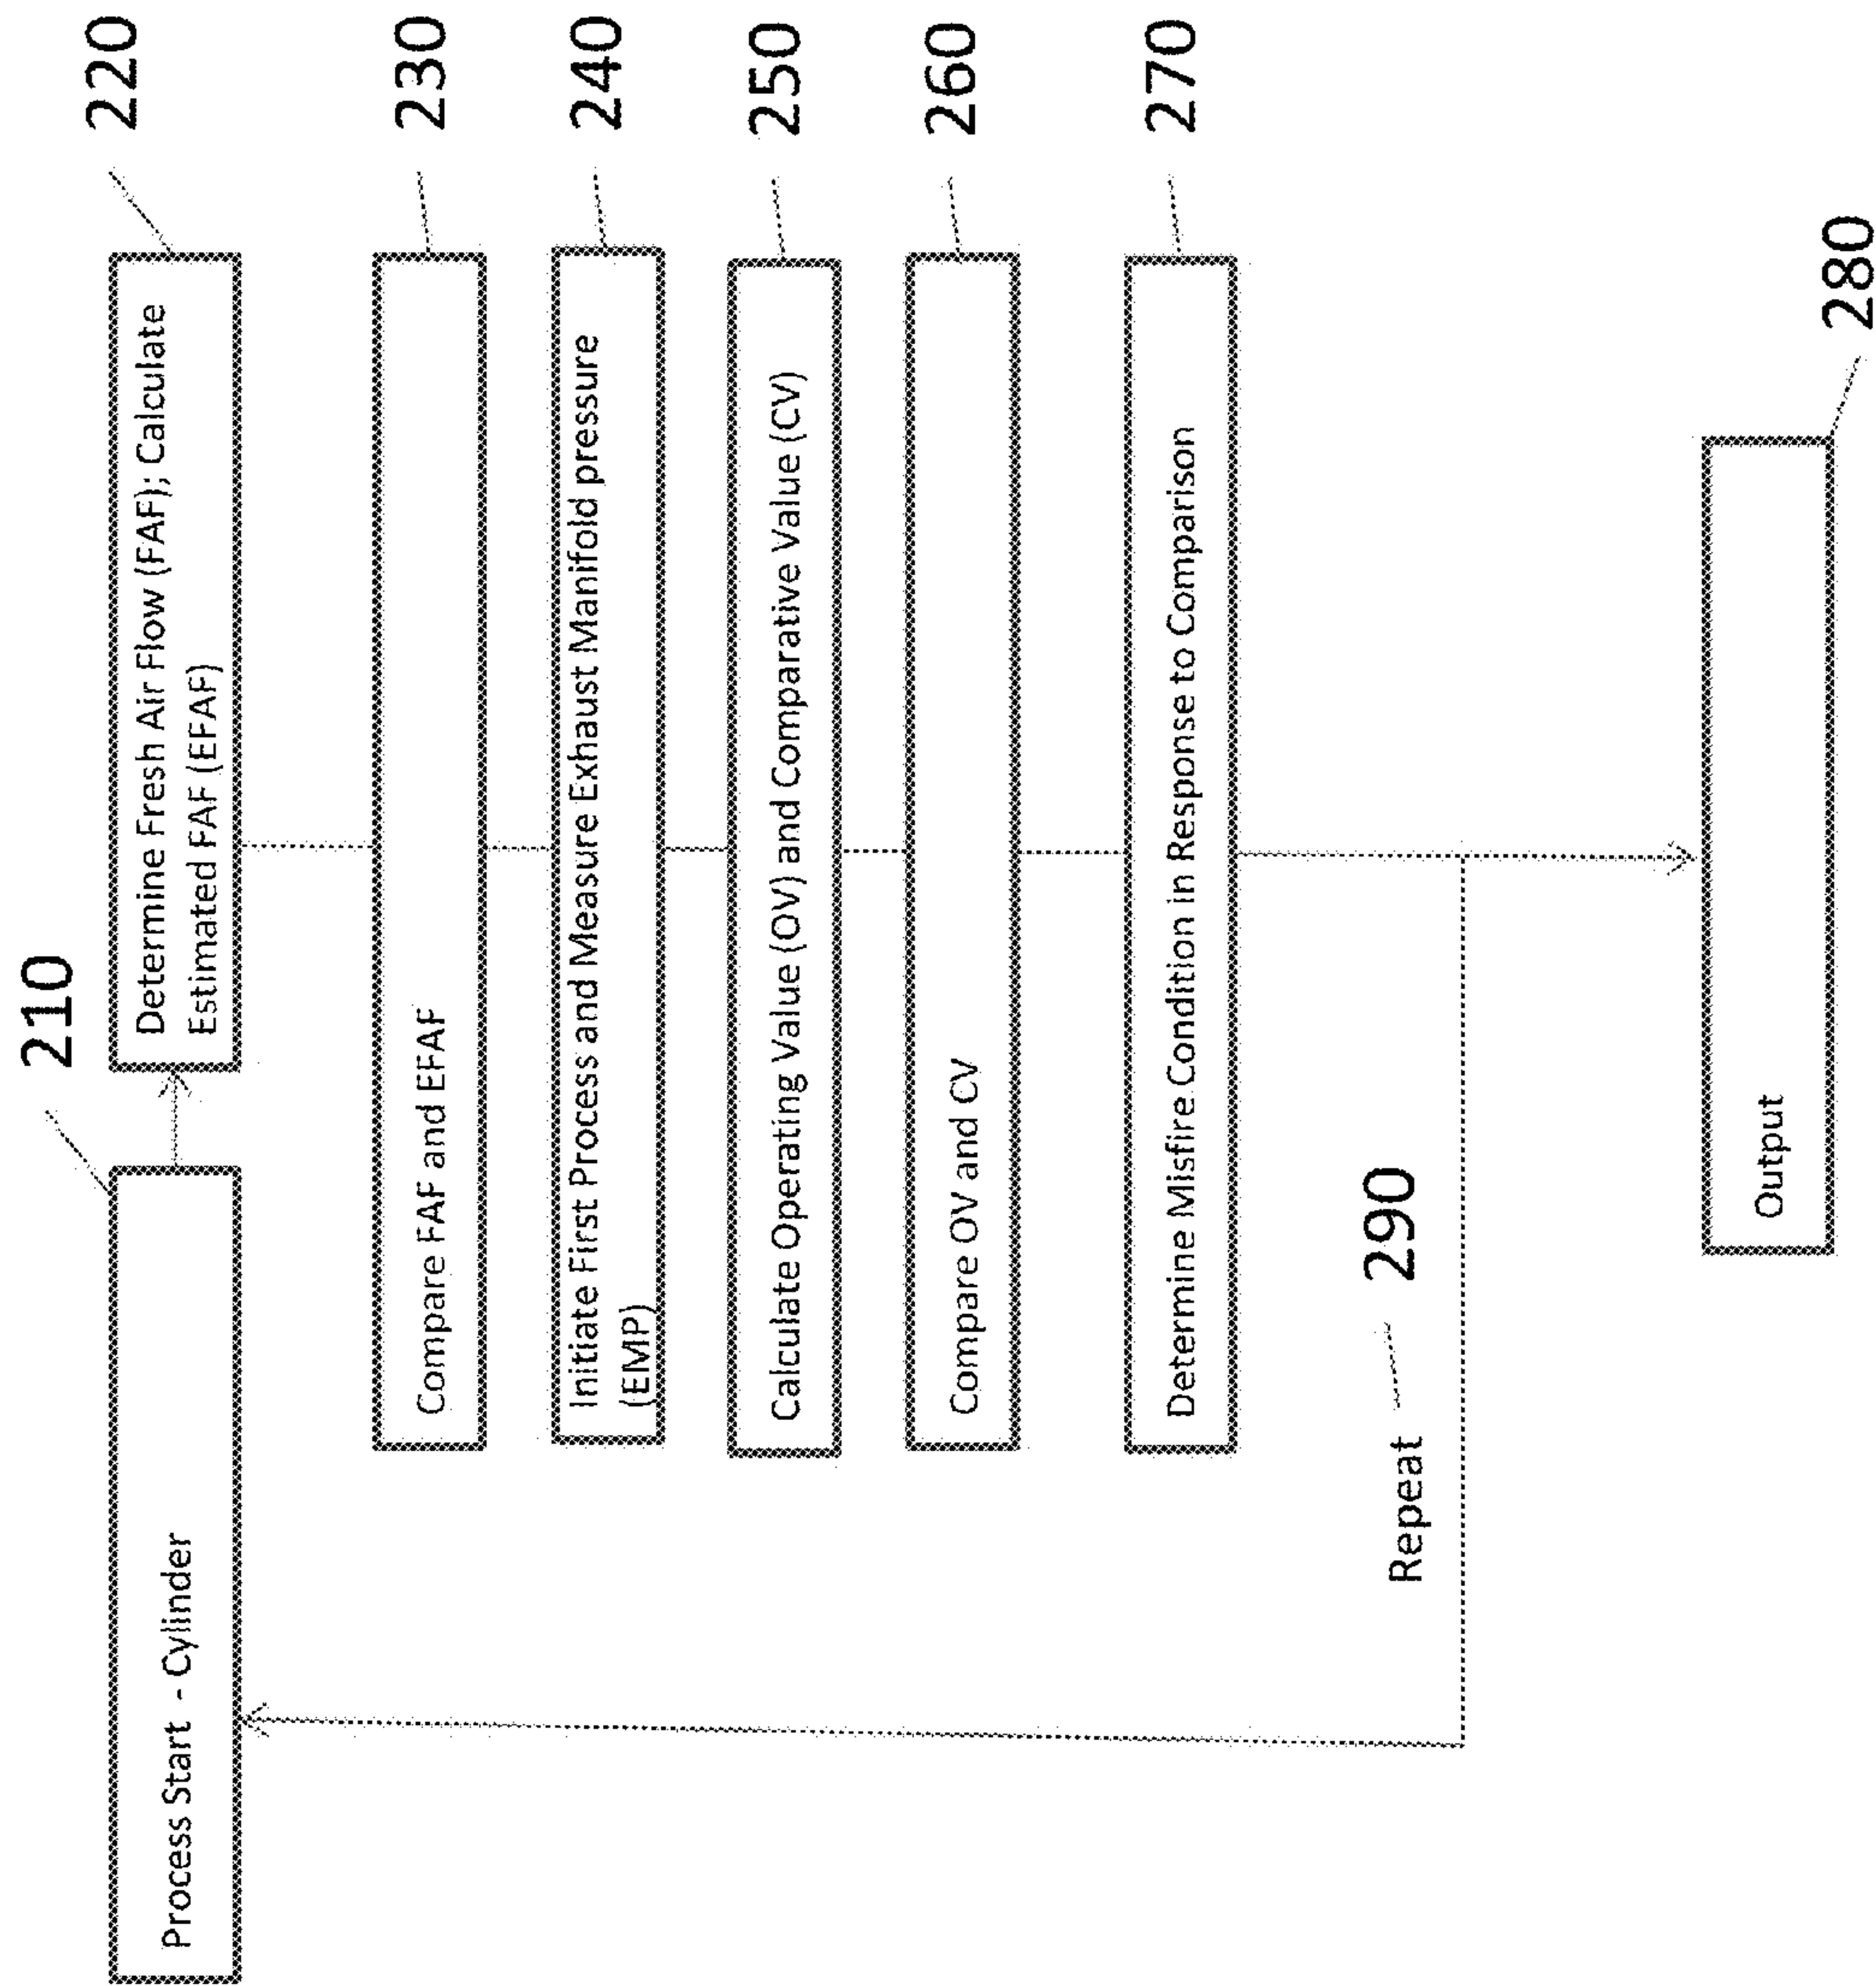 210
Process Start - Cylinder
220
Determine Fresh Air Flow (FAF); Calculate
Estimated FAF (EFAF)
230
Compare FAF and EFAF
240
Initiate First Process and Measure Exhaust Manifold pressure
(EMP)
250
Calculate Operating Value (OV) and Comparative Value (CV)
260
Compare OV and CV
270
Determine Misfire Condition in Response to Comparison
Repeat
290
Output
280